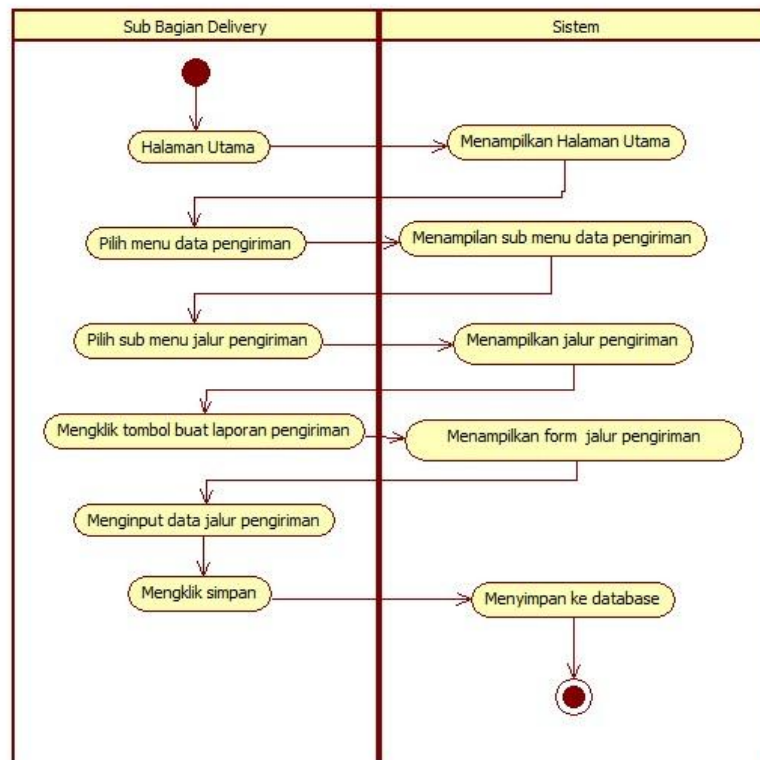 Sub Bagian Delivery
Sistem
Halaman Utama
Menampilkan Halaman Utama
Pilih menu data pengiriman
Menampilan sub menu data pengiriman
Pilih sub menu jalur pengiriman
Menampilkan jalur pengiriman
Mengklik tombol buat laporan pengiriman
Menampilkan form jalur pengiriman
Menginput data jalur pengiriman
Mengklik simpan
Menyimpan ke database